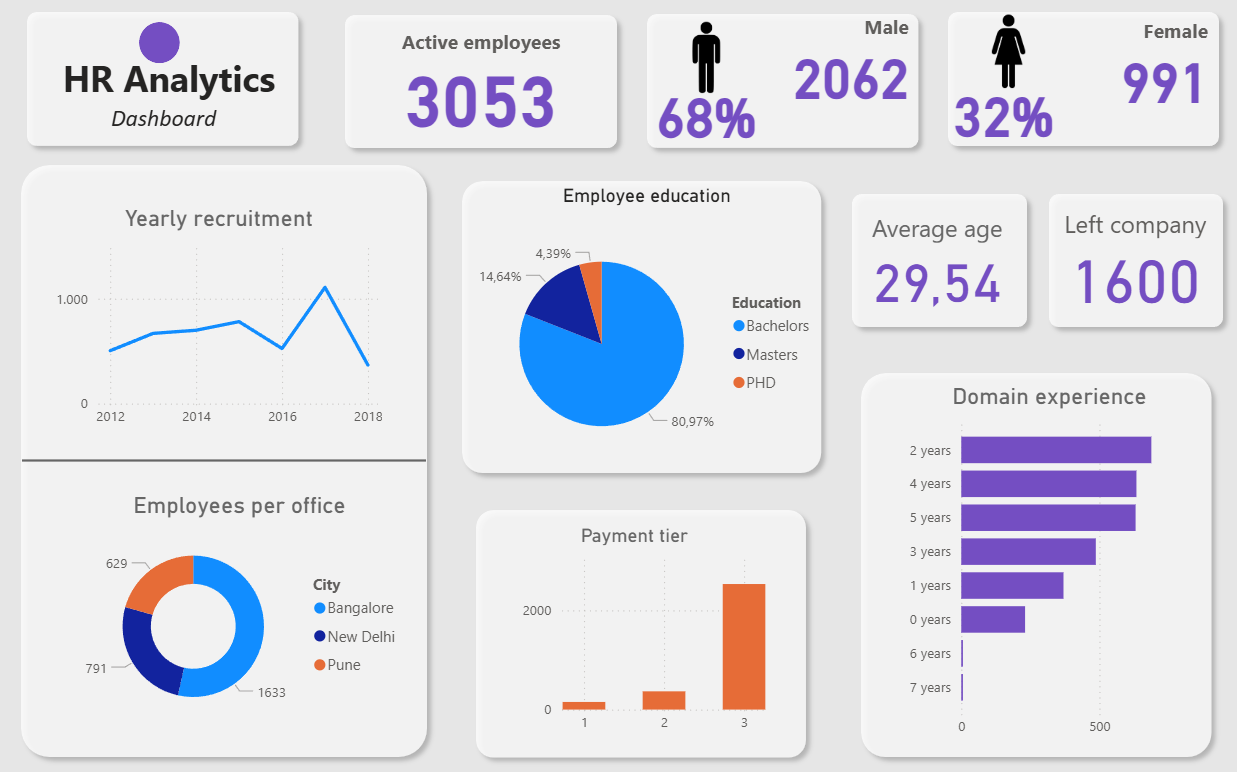 HR Analytics
Dashboard
Active employees
3053
Male
2062
68%
Female
991
32%
Yearly recruitment
1.000
0
2012 2014 2016 2018
Employees per office
629
791
1633
City
Bangalore
New Delhi
Pune
Employee education
4,39%
14,64%
80,97%
Education
Bachelors
Masters
PHD
Payment tier
2000
0
1 2 3
Average age
29,54
Left company
1600
Domain experience
2 years
4 years
5 years
3 years
1 years
0 years
6 years
7 years
0 500